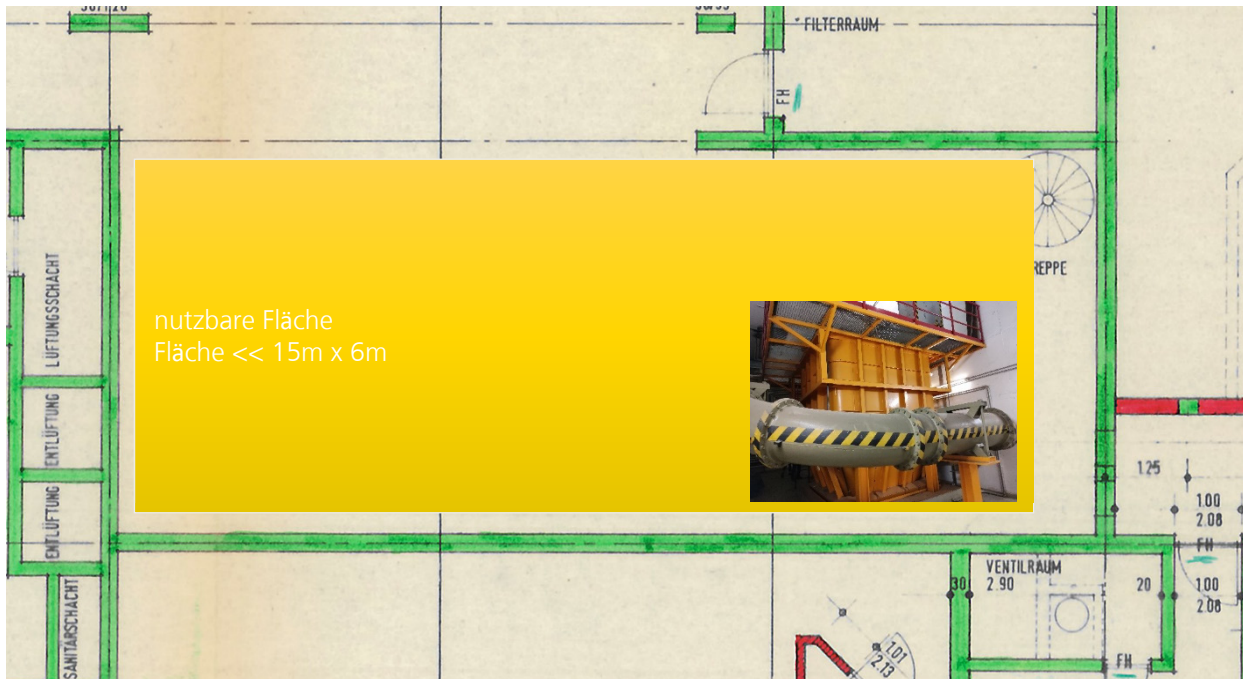 FILTERRAUM
FH
REPPE
LÜFTUNGSSCHACHT
ENTLÜFTUNG
ENTLÜFTUNG
SANITÄRSCHACHT
nutzbare Fläche
Fläche << 15m x 6m
1.25
1.00
2.08
FH
VENTILRAUM
2.90
30
20
1.00
2.08
1.01
2.13
FH